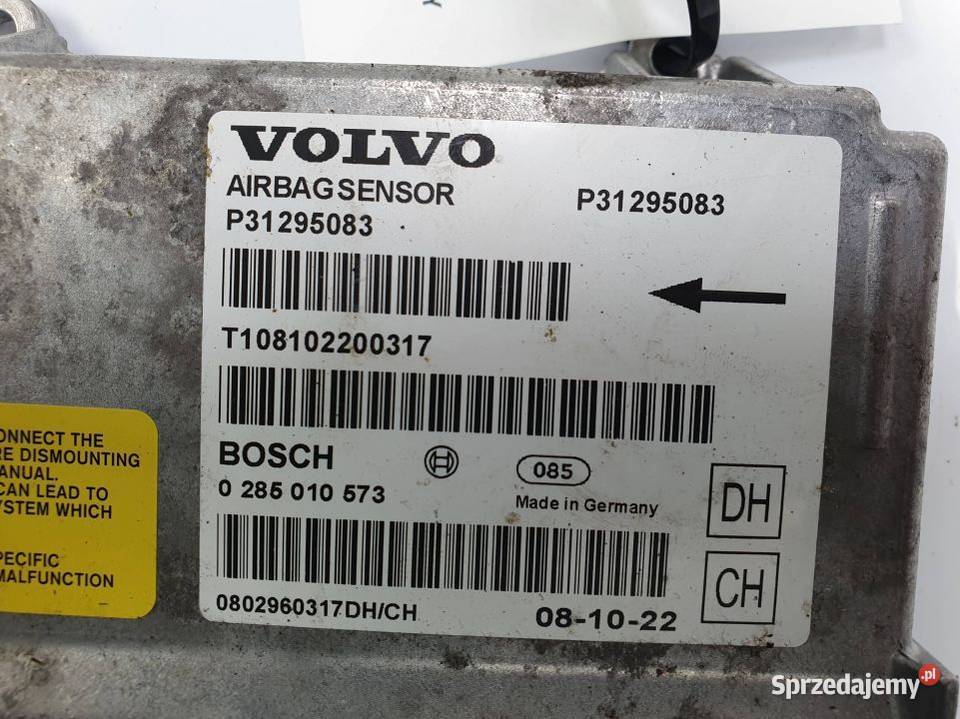 VOLVO
AIRBAGSENSOR
P31295083
P31295083
T108102200317
BOSCH
085
0 285 010 573
Made in Germany
DH
CH
0802960317DH/CH
08-10-22
ONNECT THE
RE DISMOUNTING
ANUAL.
CAN LEAD TO
YSTEM WHICH
PECIFIC
MALFUNCTION
Y
Sprzedajemy.pl